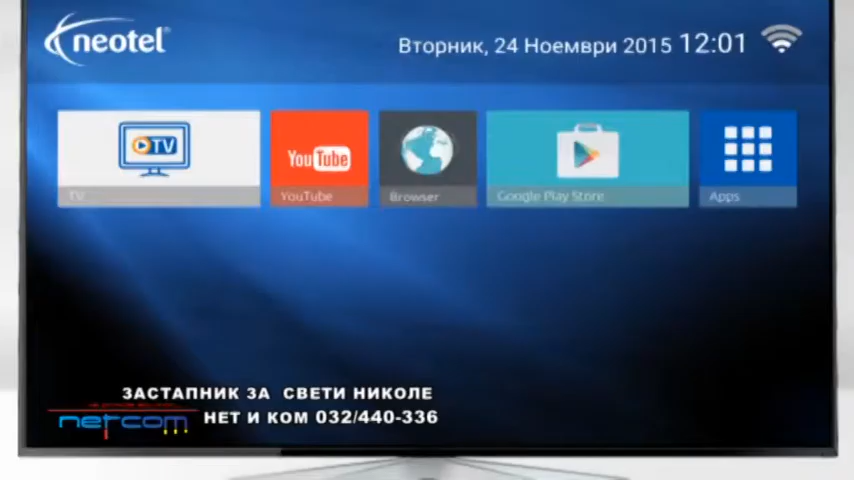 neotel
Вторник, 24 Ноември 2015 12:01
TV
YouTube
TV
YouTube
Browser
Google Play Store
Apps
ЗАСТАПНИК ЗА СВЕТИ НИКОЛЕ
netcom
НЕТ И КОМ 032/440-336